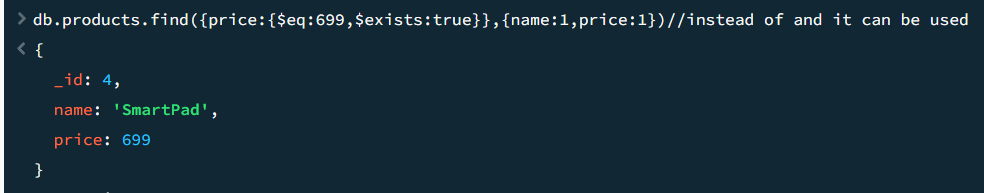 > db.products.find({price:{$eq:699,$exists:true}},{name:1,price:1})//instead of and it can be used
< {
_id: 4,
name: 'SmartPad',
price: 699
}